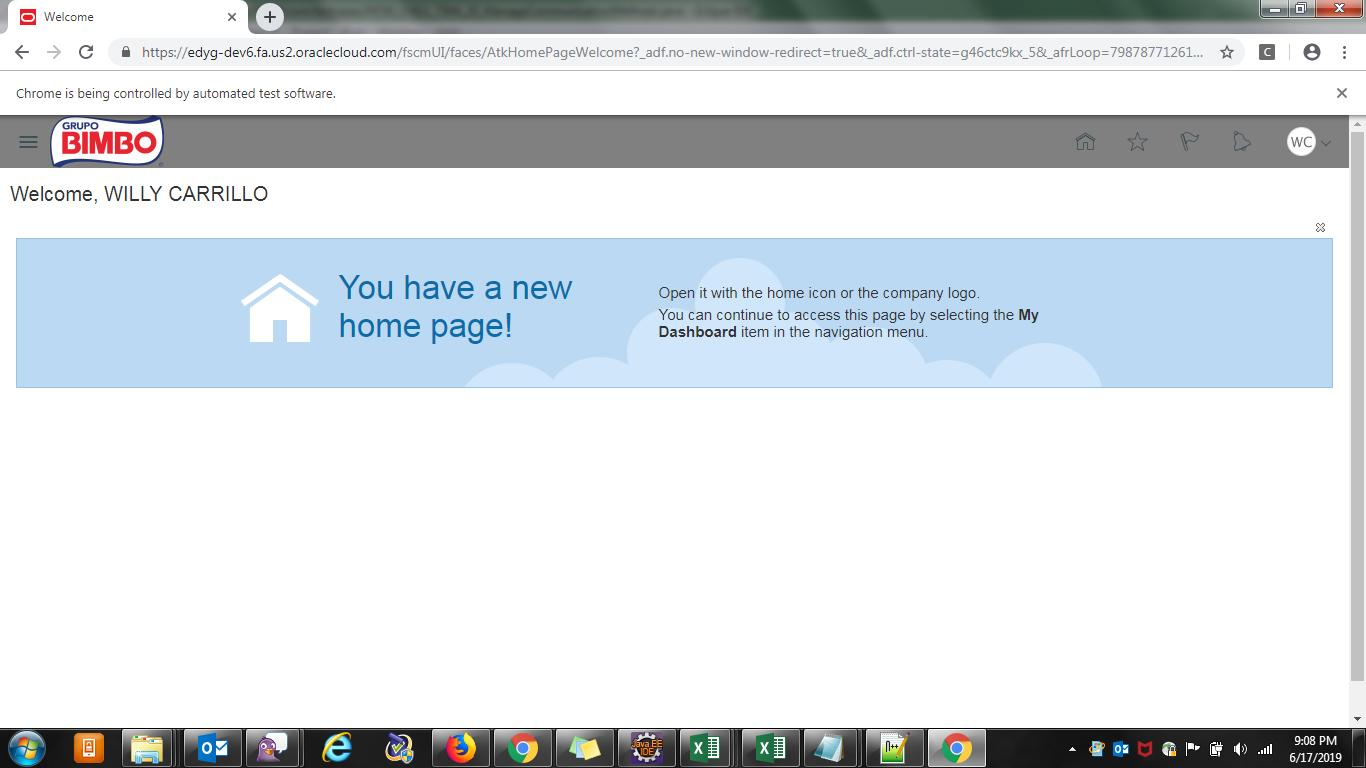 Welcome
https://edyg-dev6.fa.us2.oraclecloud.com/fscmUI/faces/AtkHomePageWelcome?_adf.no-new-window-redirect=true&_adf.ctrl-state=g46ctc9kx_5&_afrLoop=79878771261...
C
Chrome is being controlled by automated test software.
GRUPO
BIMBO
WC
Welcome, WILLY CARRILLO
You have a new
home page!
Open it with the home icon or the company logo.
You can continue to access this page by selecting the My
Dashboard item in the navigation menu.
Java EE
IDE
9:08 PM
6/17/2019